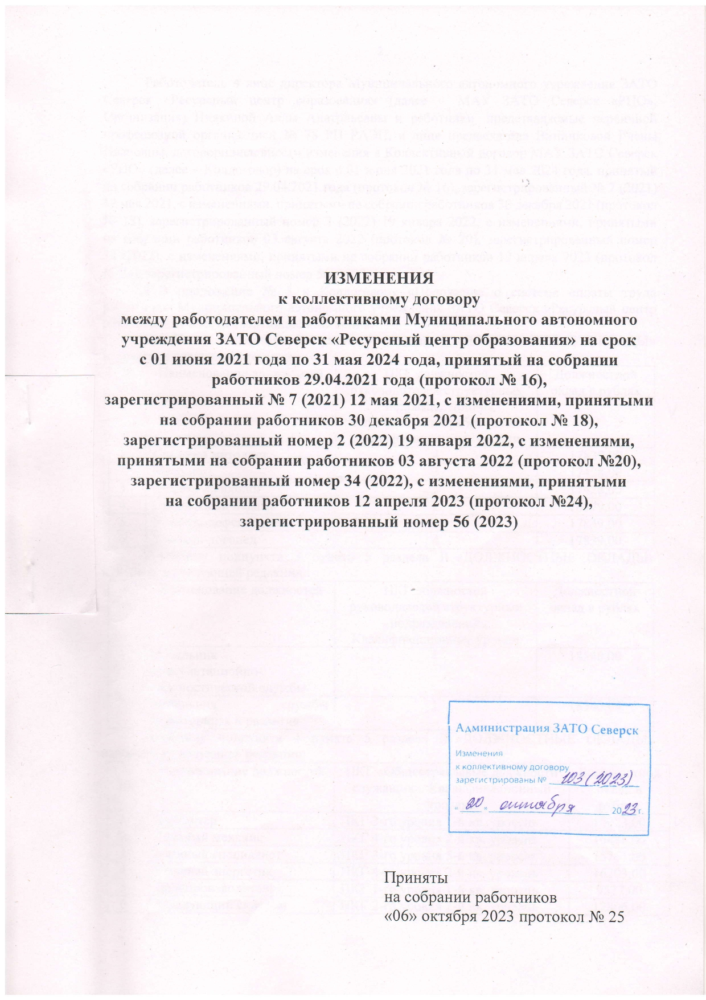 ИЗМЕНЕНИЯ
к коллективному договору
между работодателем и работниками Муниципального автономного
учреждения ЗАТО Северск «Ресурсный центр образования» на срок
с 01 июня 2021 года по 31 мая 2024 года, принятый на собрании
работников 29.04.2021 года (протокол № 16),
зарегистрированный № 7 (2021) 12 мая 2021, с изменениями, принятыми
на собрании работников 30 декабря 2021 (протокол № 18),
зарегистрированный номер 2 (2022) 19 января 2022, с изменениями,
принятыми на собрании работников 03 августа 2022 (протокол №20),
зарегистрированный номер 34 (2022), с изменениями, принятыми
на собрании работников 12 апреля 2023 (протокол №24),
зарегистрированный номер 56 (2023)
Администрация ЗАТО Северск
Изменения
к коллективному договору
зарегистрированы № 103 (2023)
« 20 » октября 2023 г.
Приняты
на собрании работников
«06» октября 2023 протокол № 25